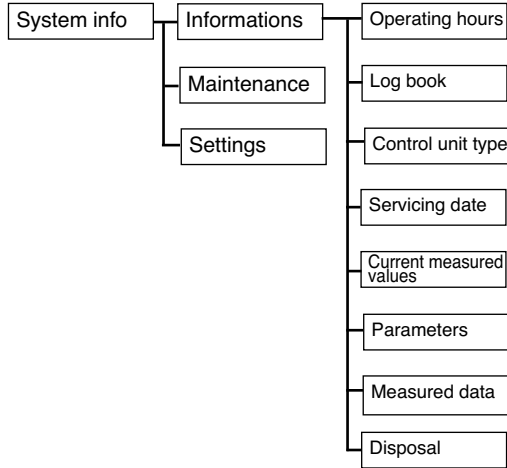 System info
Informations
Operating hours
Maintenance
Log book
Settings
Control unit type
Servicing date
Current measured
values
Parameters
Measured data
Disposal